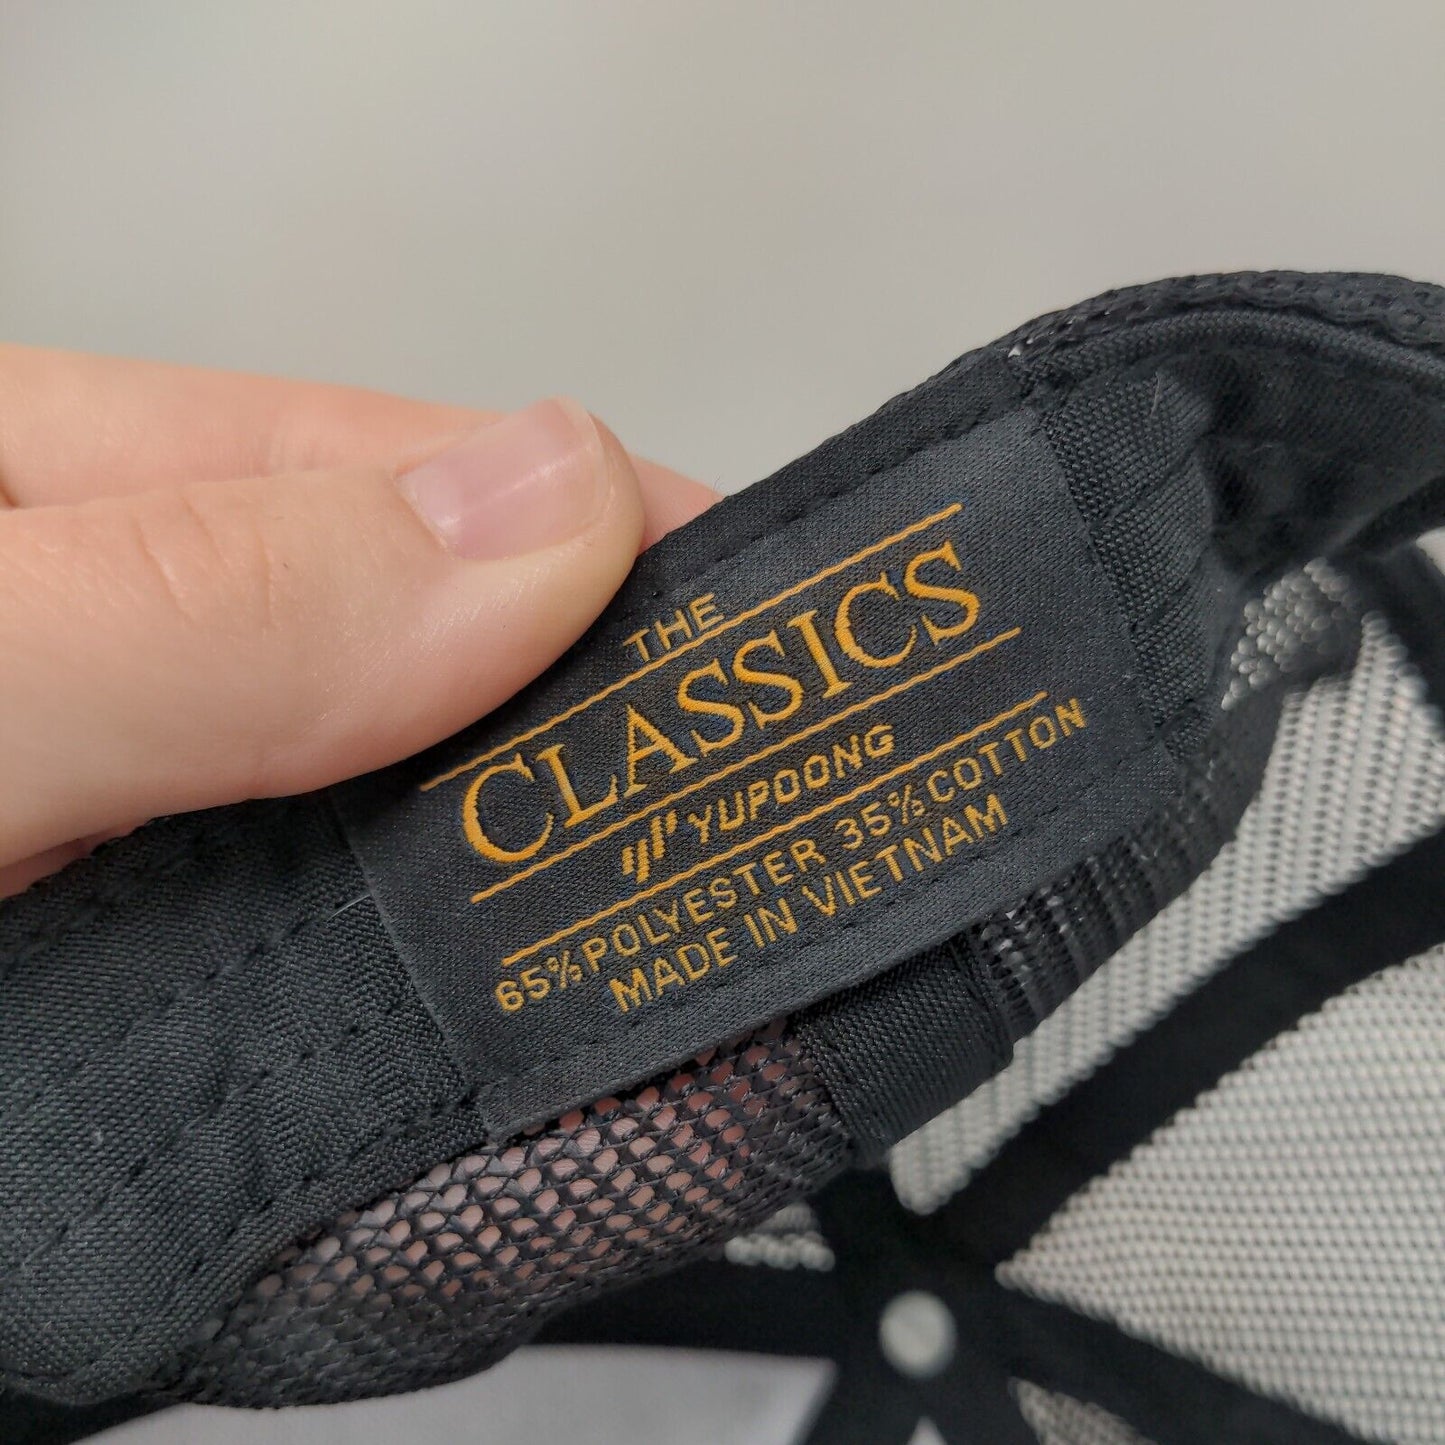 THE
CLASSICS
YUPOONG
65% POLYESTER 35% COTTON
MADE IN VIETNAM